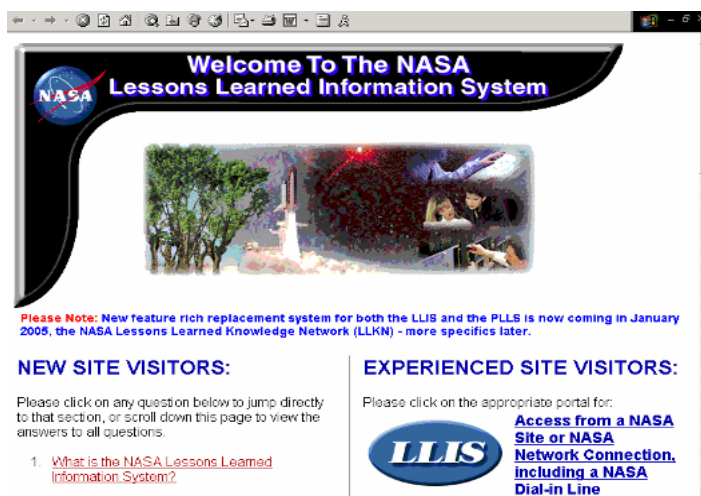 Welcome To The NASA
Lessons Learned Information System
NASA
Please Note: New feature rich replacement system for both the LLIS and the PLLS is now coming in January
2005, the NASA Lessons Learned Knowledge Network (LLKN) - more specifics later.
NEW SITE VISITORS:
Please click on any question below to jump directly
to that section, or scroll down this page to view the
answers to all questions.
1. What is the NASA Lessons Learned
Information System?
EXPERIENCED SITE VISITORS:
Please click on the appropriate portal for:
LLIS
Access from a NASA
Site or NASA
Network Connection,
including a NASA
Dial-in Line